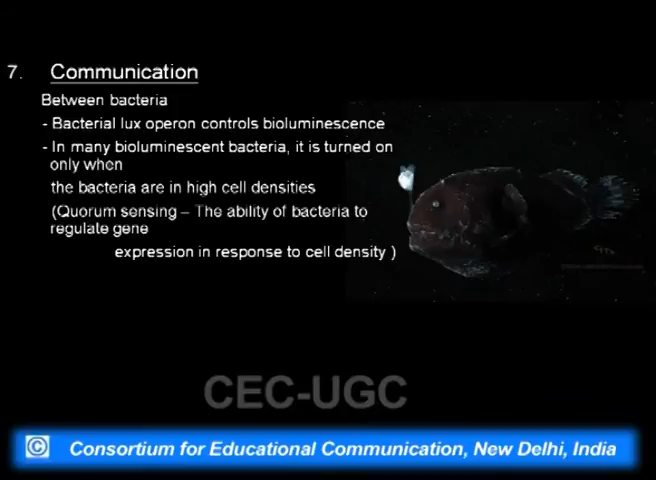 7. Communication
Between bacteria
- Bacterial lux operon controls bioluminescence
- In many bioluminescent bacteria, it is turned on
only when
the bacteria are in high cell densities
(Quorum sensing – The ability of bacteria to
regulate gene
expression in response to cell density )
CEC-UGC
© Consortium for Educational Communication, New Delhi, India